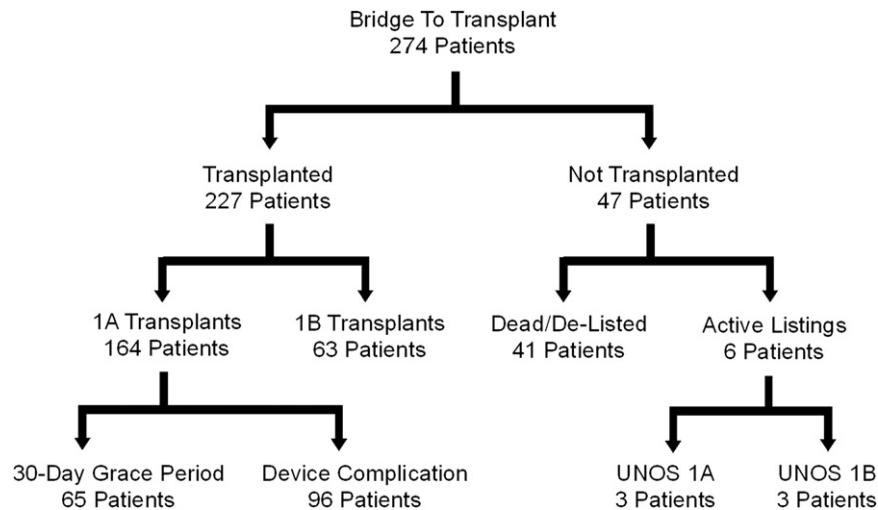 Bridge To Transplant
274 Patients
Transplanted
227 Patients
Not Transplanted
47 Patients
1A Transplants
164 Patients
1B Transplants
63 Patients
Dead/De-Listed
41 Patients
Active Listings
6 Patients
30-Day Grace Period
65 Patients
Device Complication
96 Patients
UNOS 1A
3 Patients
UNOS 1B
3 Patients